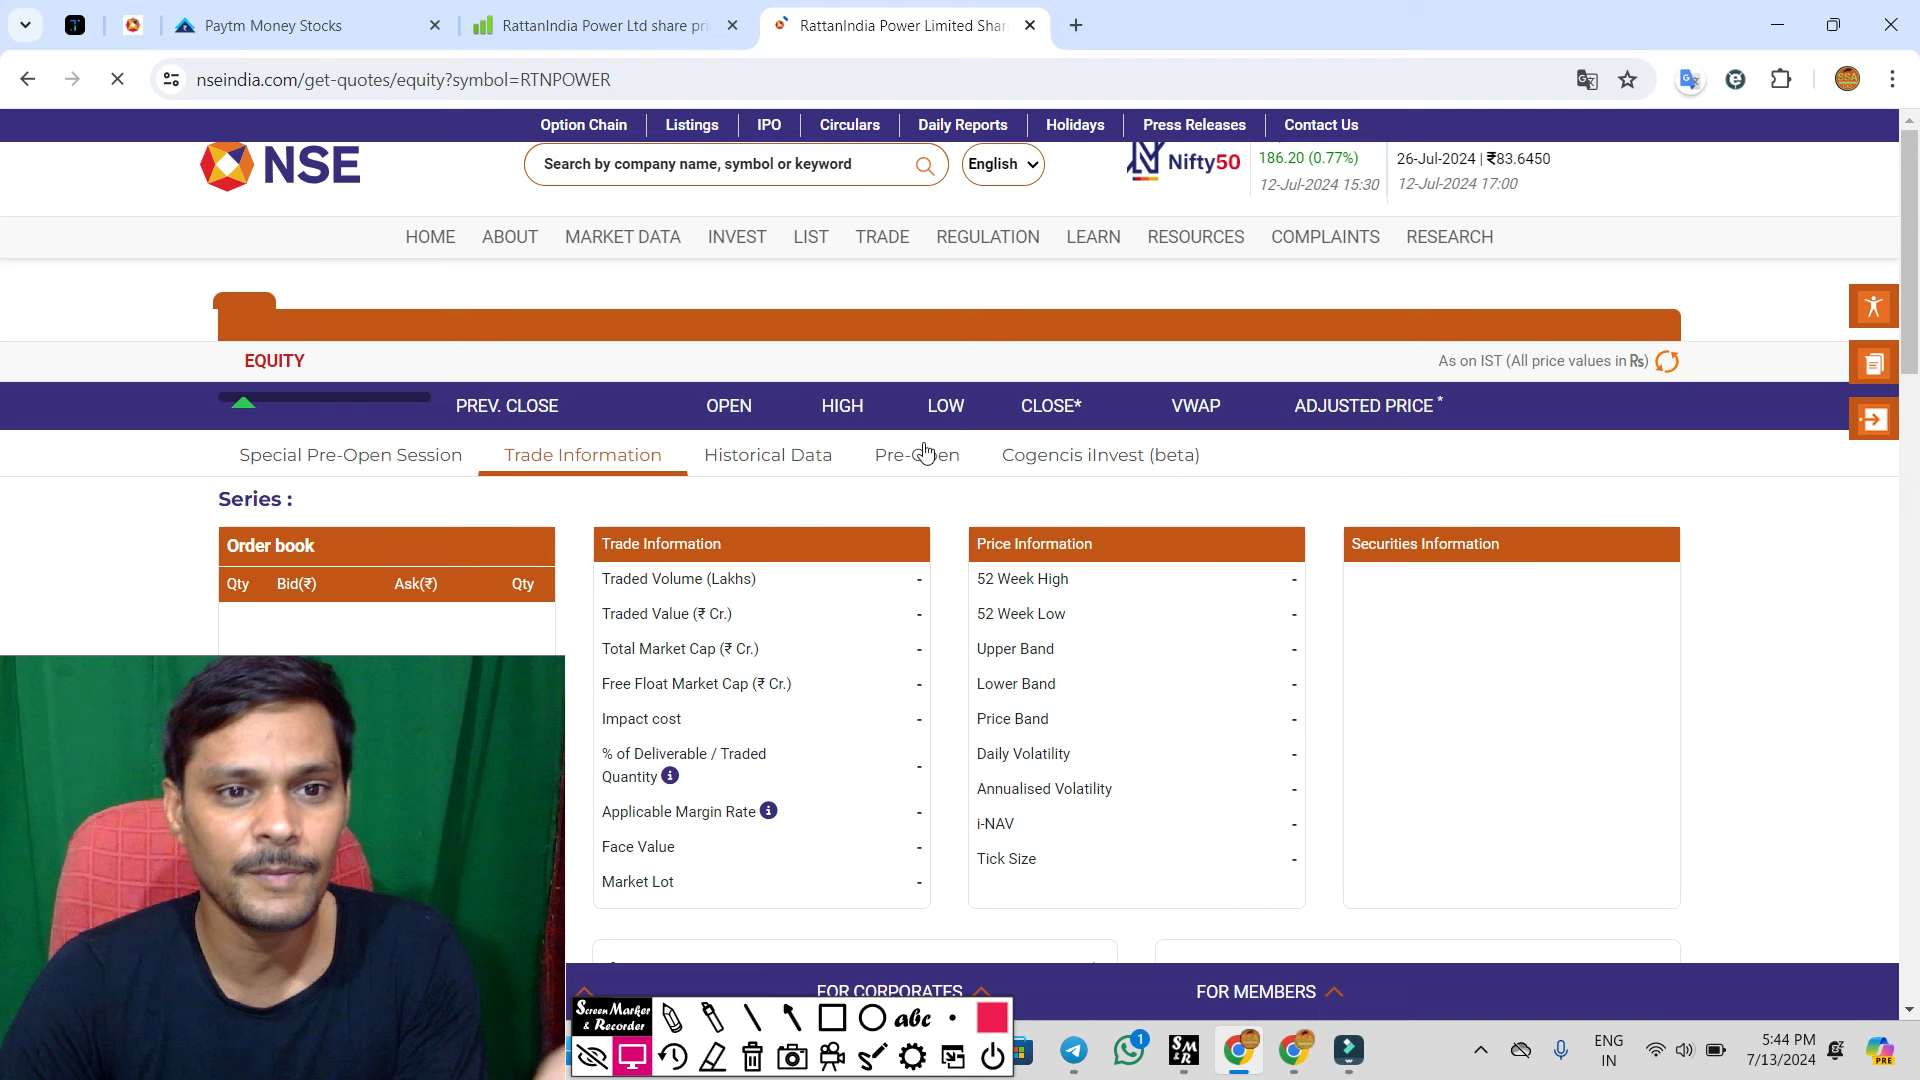 Paytm Money Stocks
RattanIndia Power Ltd share pri
RattanIndia Power Limited Shar
nseindia.com/get-quotes/equity?symbol=RTNPOWER
Option Chain
Listings
IPO
Circulars
Daily Reports
Holidays
Press Releases
Contact Us
NSE
Search by company name, symbol or keyword
English
Nifty50
186.20 (0.77%)
12-Jul-2024 15:30
26-Jul-2024 | ₹83.6450
12-Jul-2024 17:00
HOME
ABOUT
MARKET DATA
INVEST
LIST
TRADE
REGULATION
LEARN
RESOURCES
COMPLAINTS
RESEARCH
EQUITY
As on IST (All price values in Rs)
PREV. CLOSE
OPEN
HIGH
LOW
CLOSE*
VWAP
ADJUSTED PRICE *
Special Pre-Open Session
Trade Information
Historical Data
Pre-Open
Cogencis iInvest (beta)
Series :
Order book
Qty
Bid(₹)
Ask(₹)
Qty
Trade Information
Traded Volume (Lakhs) -
Traded Value (₹ Cr.) -
Total Market Cap (₹ Cr.) -
Free Float Market Cap (₹ Cr.) -
Impact cost -
% of Deliverable / Traded
Quantity -
Applicable Margin Rate -
Face Value -
Market Lot -
Price Information
52 Week High -
52 Week Low -
Upper Band -
Lower Band -
Price Band -
Daily Volatility -
Annualised Volatility -
i-NAV -
Tick Size -
Securities Information
FOR CORPORATES
FOR MEMBERS
Screen Marker
& Recorder
abc
1
SM
&R
ENG
IN
5:44 PM
7/13/2024
PRE
SSA